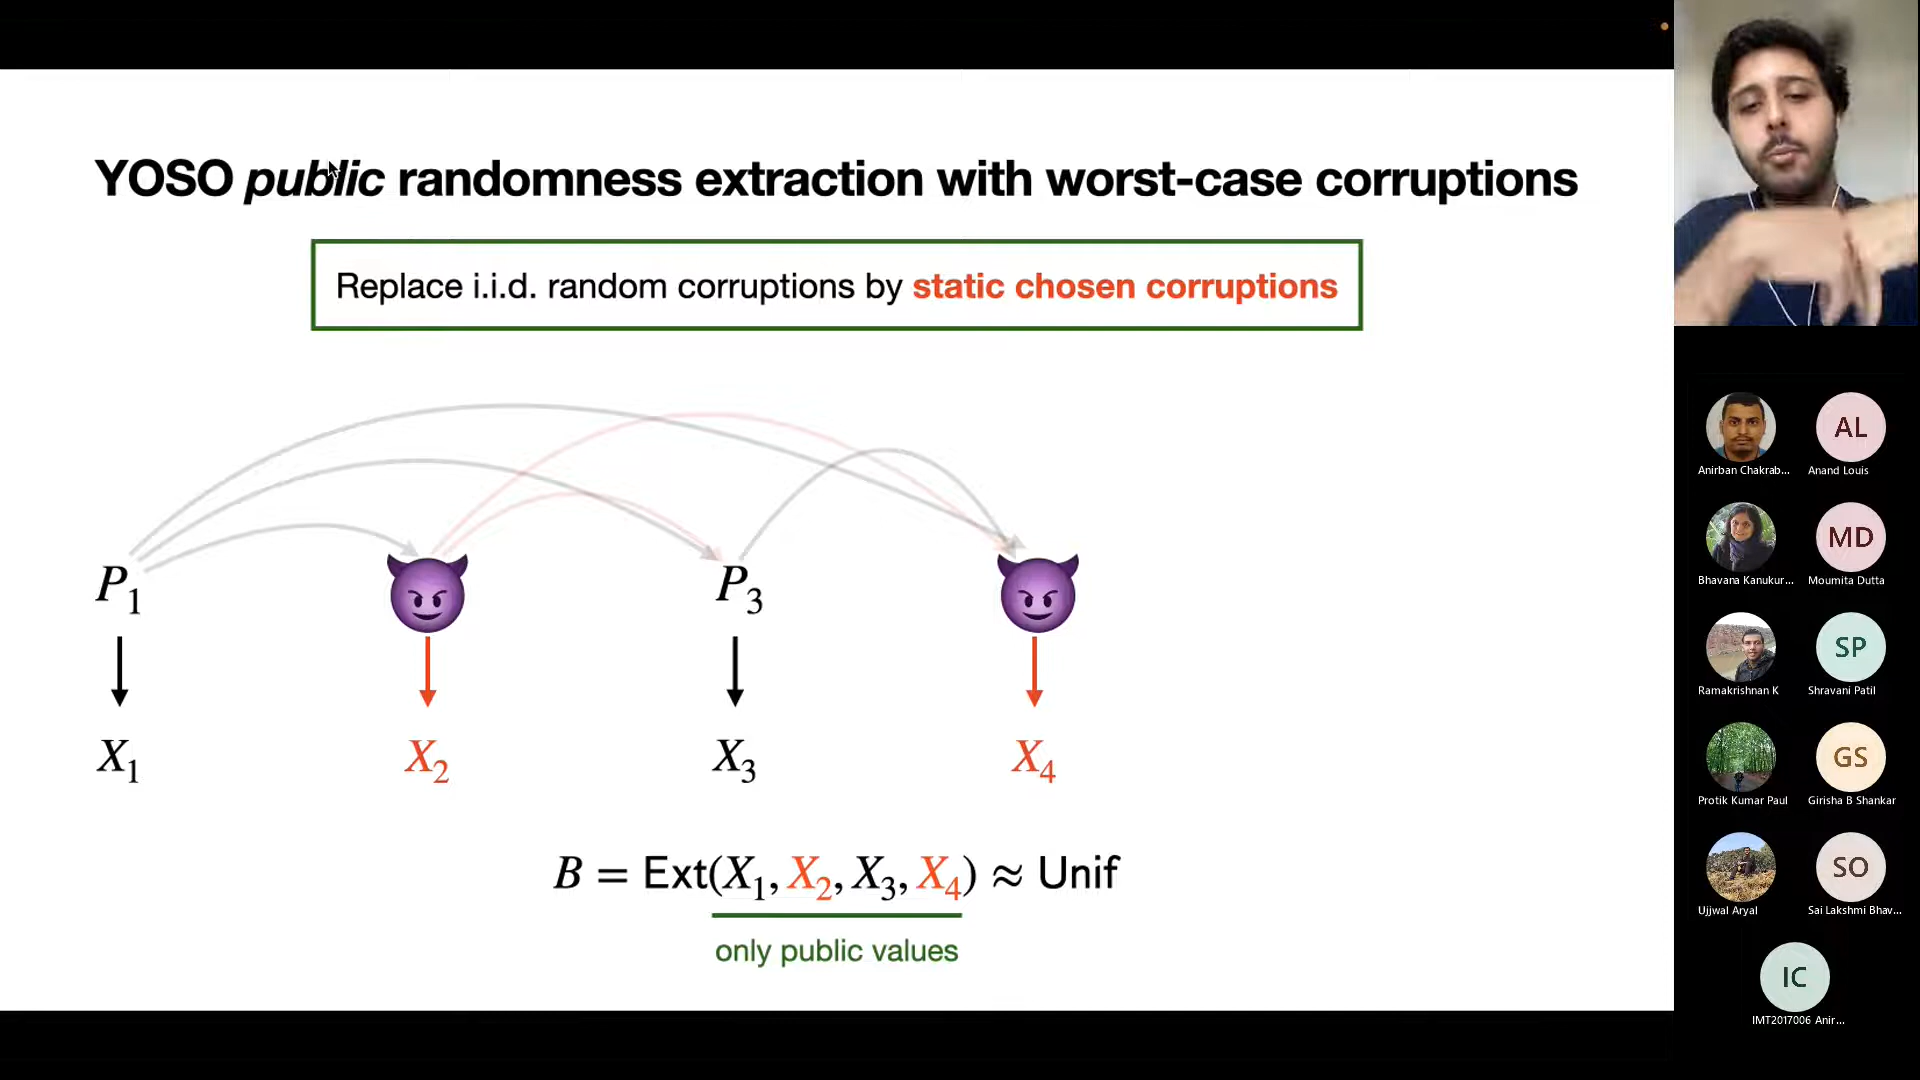 YOSO public randomness extraction with worst-case corruptions
Replace i.i.d. random corruptions by static chosen corruptions
P₁
P₃
X₁
X₂
X₃
X₄
B = Ext(X₁, X₂, X₃, X₄) ≈ Unif
only public values
AL
Anirban Chakrab...
Anand Louis
MD
Bhavana Kanukur...
Moumita Dutta
SP
Ramakrishnan K
Shravani Patil
GS
Protik Kumar Paul
Girisha B Shankar
SO
Ujjwal Aryal
Sai Lakshmi Bhav...
IC
IMT2017006 Anir...